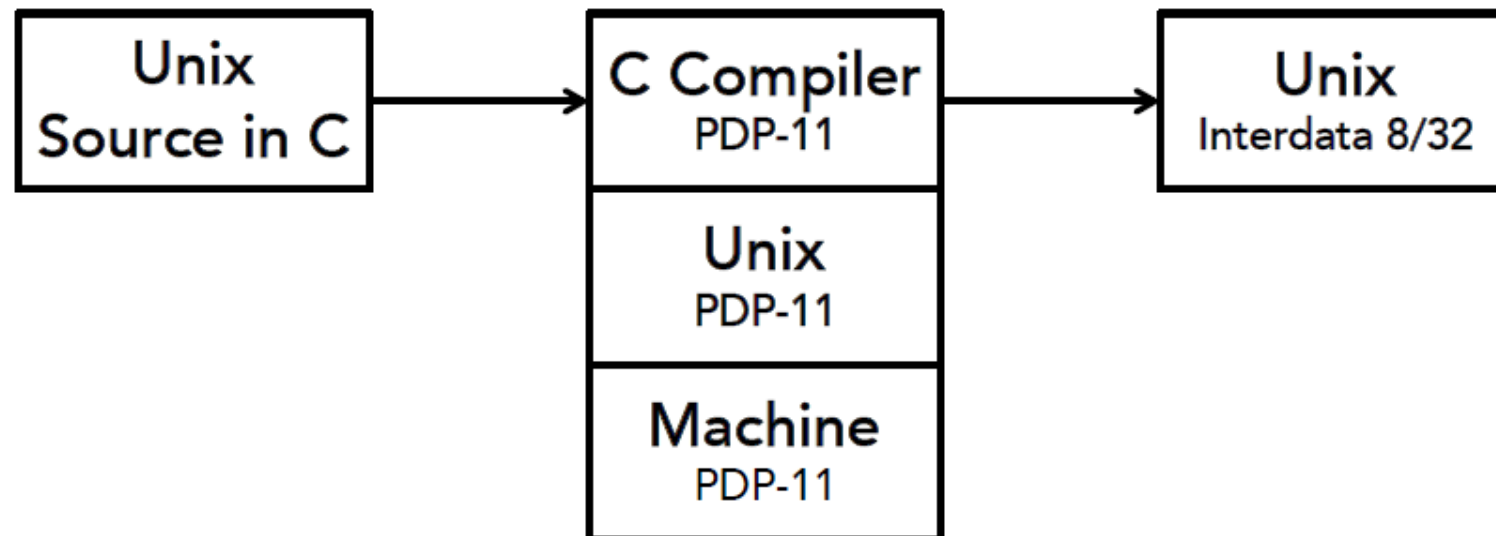 Unix
Source in C
C Compiler
PDP-11
Unix
PDP-11
Machine
PDP-11
Unix
Interdata 8/32